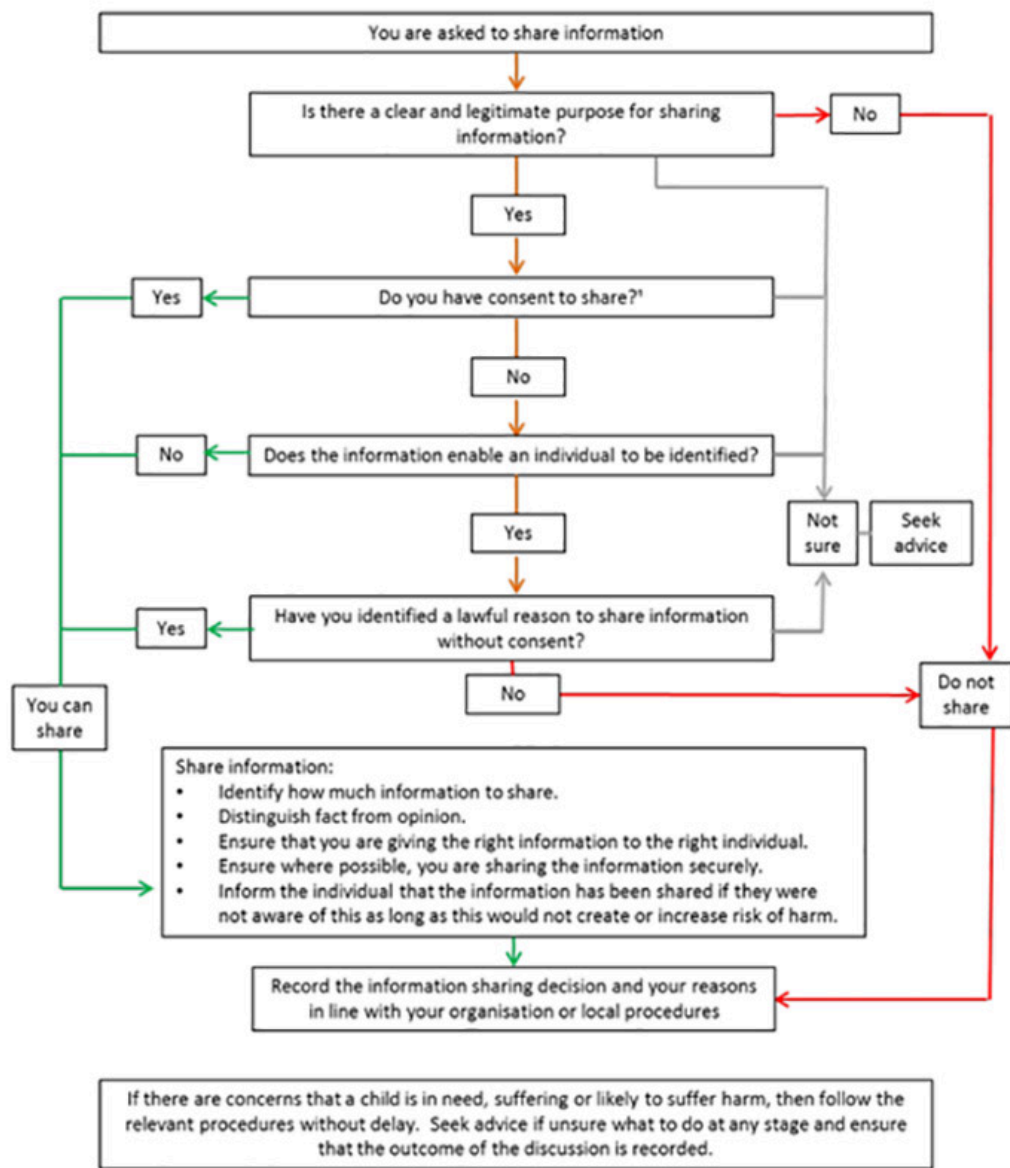 You are asked to share information
Is there a clear and legitimate purpose for sharing
information?
No
Yes
Yes
Do you have consent to share?¹
No
No
Does the information enable an individual to be identified?
Yes
Not
sure
Seek
advice
Yes
Have you identified a lawful reason to share information
without consent?
No
Do not
share
You can
share
Share information:
• Identify how much information to share.
• Distinguish fact from opinion.
• Ensure that you are giving the right information to the right individual.
• Ensure where possible, you are sharing the information securely.
• Inform the individual that the information has been shared if they were
not aware of this as long as this would not create or increase risk of harm.
Record the information sharing decision and your reasons
in line with your organisation or local procedures
If there are concerns that a child is in need, suffering or likely to suffer harm, then follow the
relevant procedures without delay.  Seek advice if unsure what to do at any stage and ensure
that the outcome of the discussion is recorded.